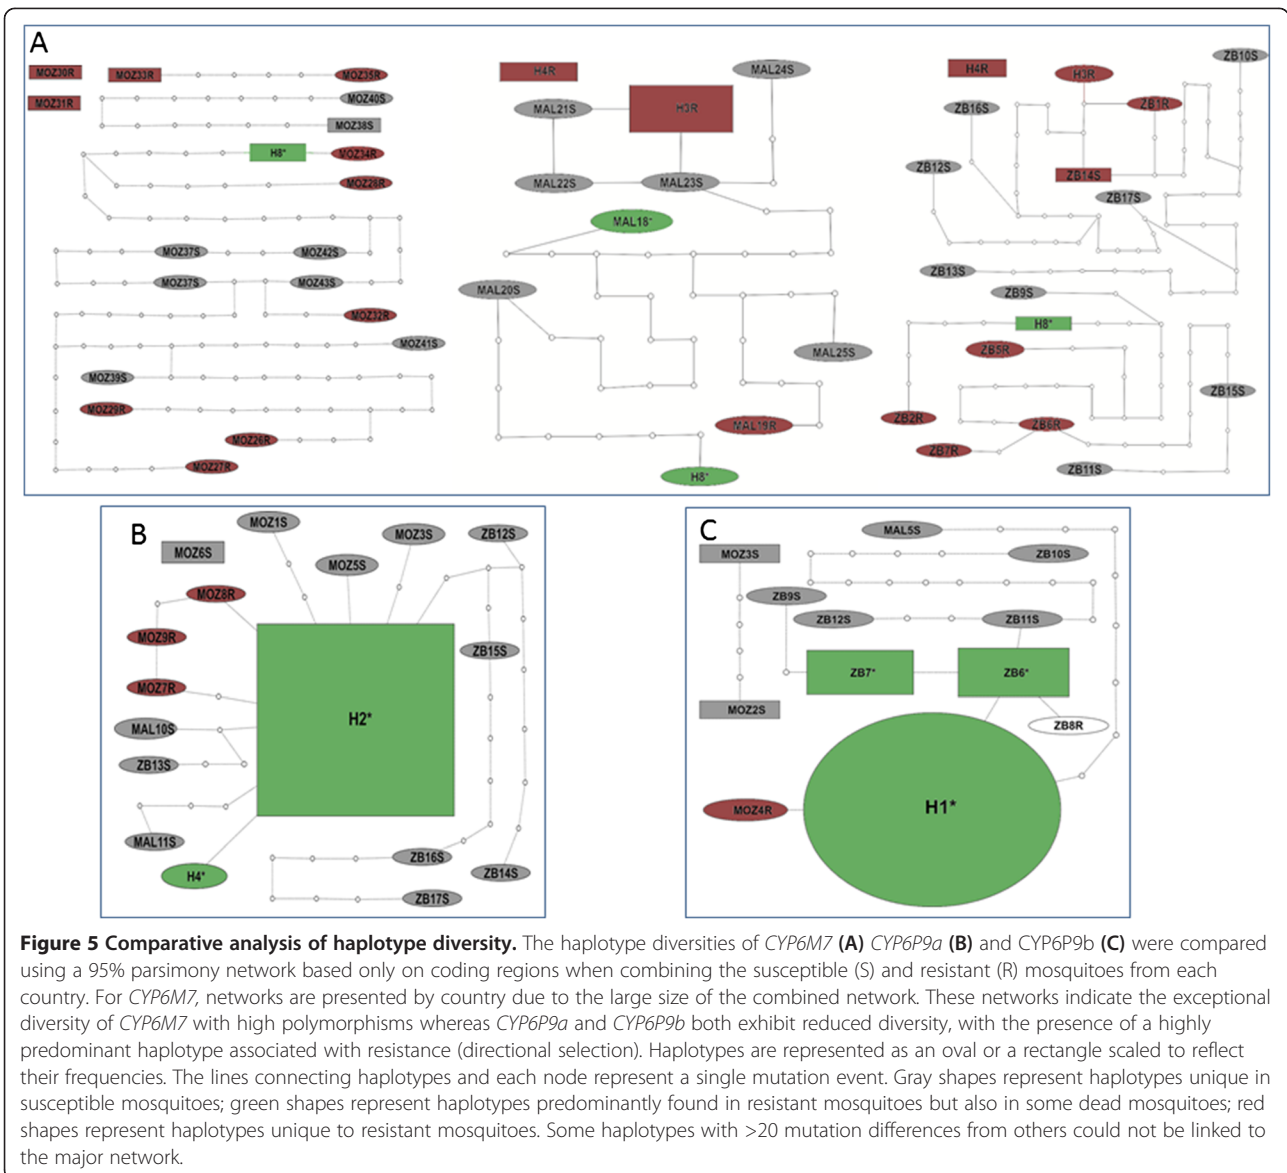 A
MOZ30R MOZ33R MOZ35R
MOZ31R MOZ40S
MOZ38S
H8* MOZ34R
MOZ28R
MOZ37S MOZ42S
MOZ37S MOZ43S
MOZ32R
MOZ41S
MOZ39S
MOZ29R
MOZ26R
MOZ27R
H4R MAL24S
MAL21S H3R
MAL22S MAL23S
MAL18*
MAL20S
MAL25S
MAL19R
H8*
ZB10S
H4R H3R
ZB16S ZB1R
ZB12S ZB14S
ZB17S
ZB13S
ZB9S
H8*
ZB5R
ZB15S
ZB2R ZB6R
ZB7R
ZB11S
B
MOZ1S MOZ3S ZB12S
MOZ6S MOZ5S
MOZ8R
MOZ9R ZB15S
MOZ7R
H2*
MAL10S
ZB13S
MAL11S
H4* ZB16S ZB14S
ZB17S
C
MAL5S
MOZ3S ZB10S
ZB9S
ZB12S ZB11S
ZB7* ZB6*
MOZ2S
ZB8R
MOZ4R H1*
Figure 5 Comparative analysis of haplotype diversity. The haplotype diversities of CYP6M7 (A) CYP6P9a (B) and CYP6P9b (C) were compared
using a 95% parsimony network based only on coding regions when combining the susceptible (S) and resistant (R) mosquitoes from each
country. For CYP6M7, networks are presented by country due to the large size of the combined network. These networks indicate the exceptional
diversity of CYP6M7 with high polymorphisms whereas CYP6P9a and CYP6P9b both exhibit reduced diversity, with the presence of a highly
predominant haplotype associated with resistance (directional selection). Haplotypes are represented as an oval or a rectangle scaled to reflect
their frequencies. The lines connecting haplotypes and each node represent a single mutation event. Gray shapes represent haplotypes unique in
susceptible mosquitoes; green shapes represent haplotypes predominantly found in resistant mosquitoes but also in some dead mosquitoes; red
shapes represent haplotypes unique to resistant mosquitoes. Some haplotypes with >20 mutation differences from others could not be linked to
the major network.